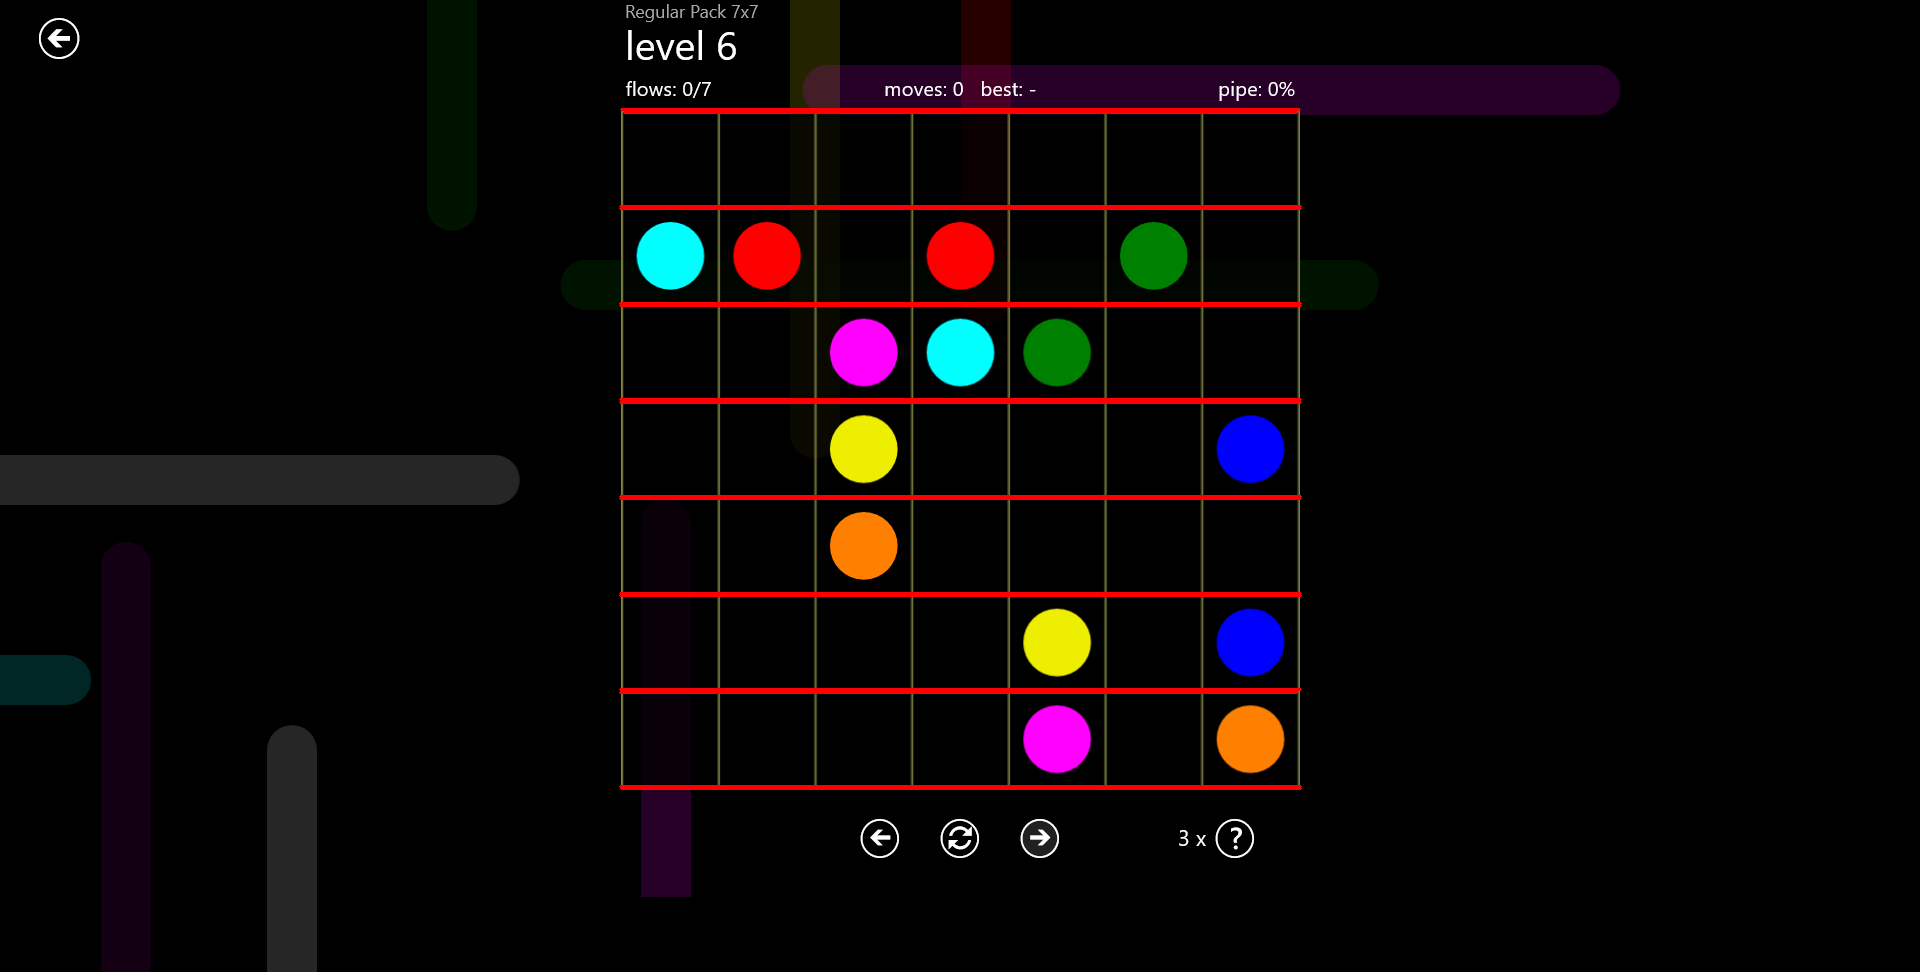 Regular Pack 7x7
level 6
flows: 0/7 moves: 0 best: - pipe: 0%
3 x ?